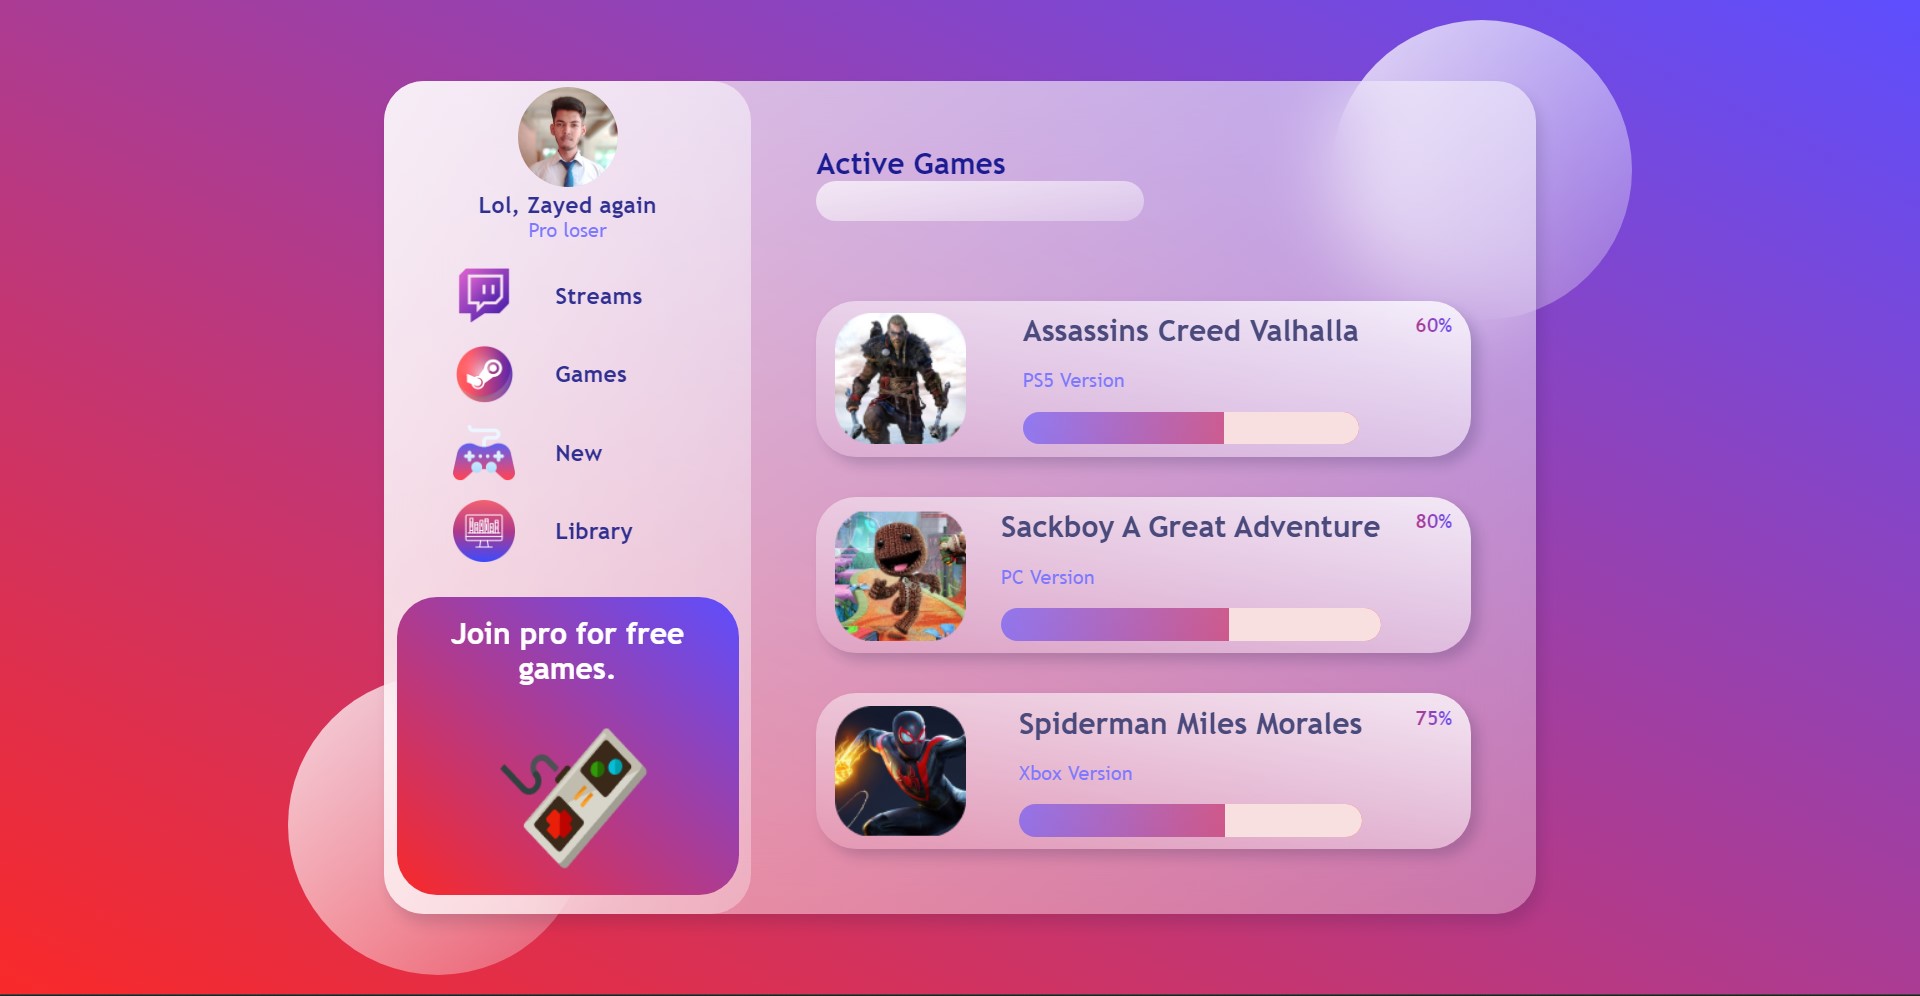 Lol, Zayed again
Pro loser
Streams
Games
New
Library
Join pro for free
games.
Active Games
Assassins Creed Valhalla
60%
PS5 Version
Sackboy A Great Adventure
80%
PC Version
Spiderman Miles Morales
75%
Xbox Version